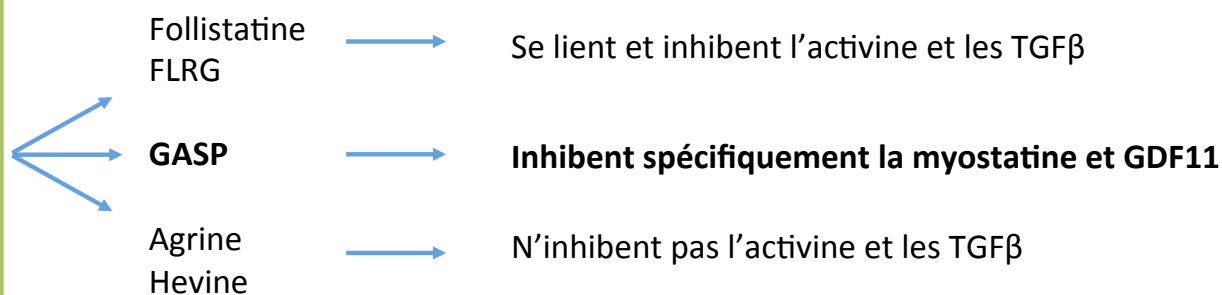 Follistatine
FLRG
Se lient et inhibent l’activine et les TGFβ
GASP
Inhibent spécifiquement la myostatine et GDF11
Agrine
Hevine
N’inhibent pas l’activine et les TGFβ